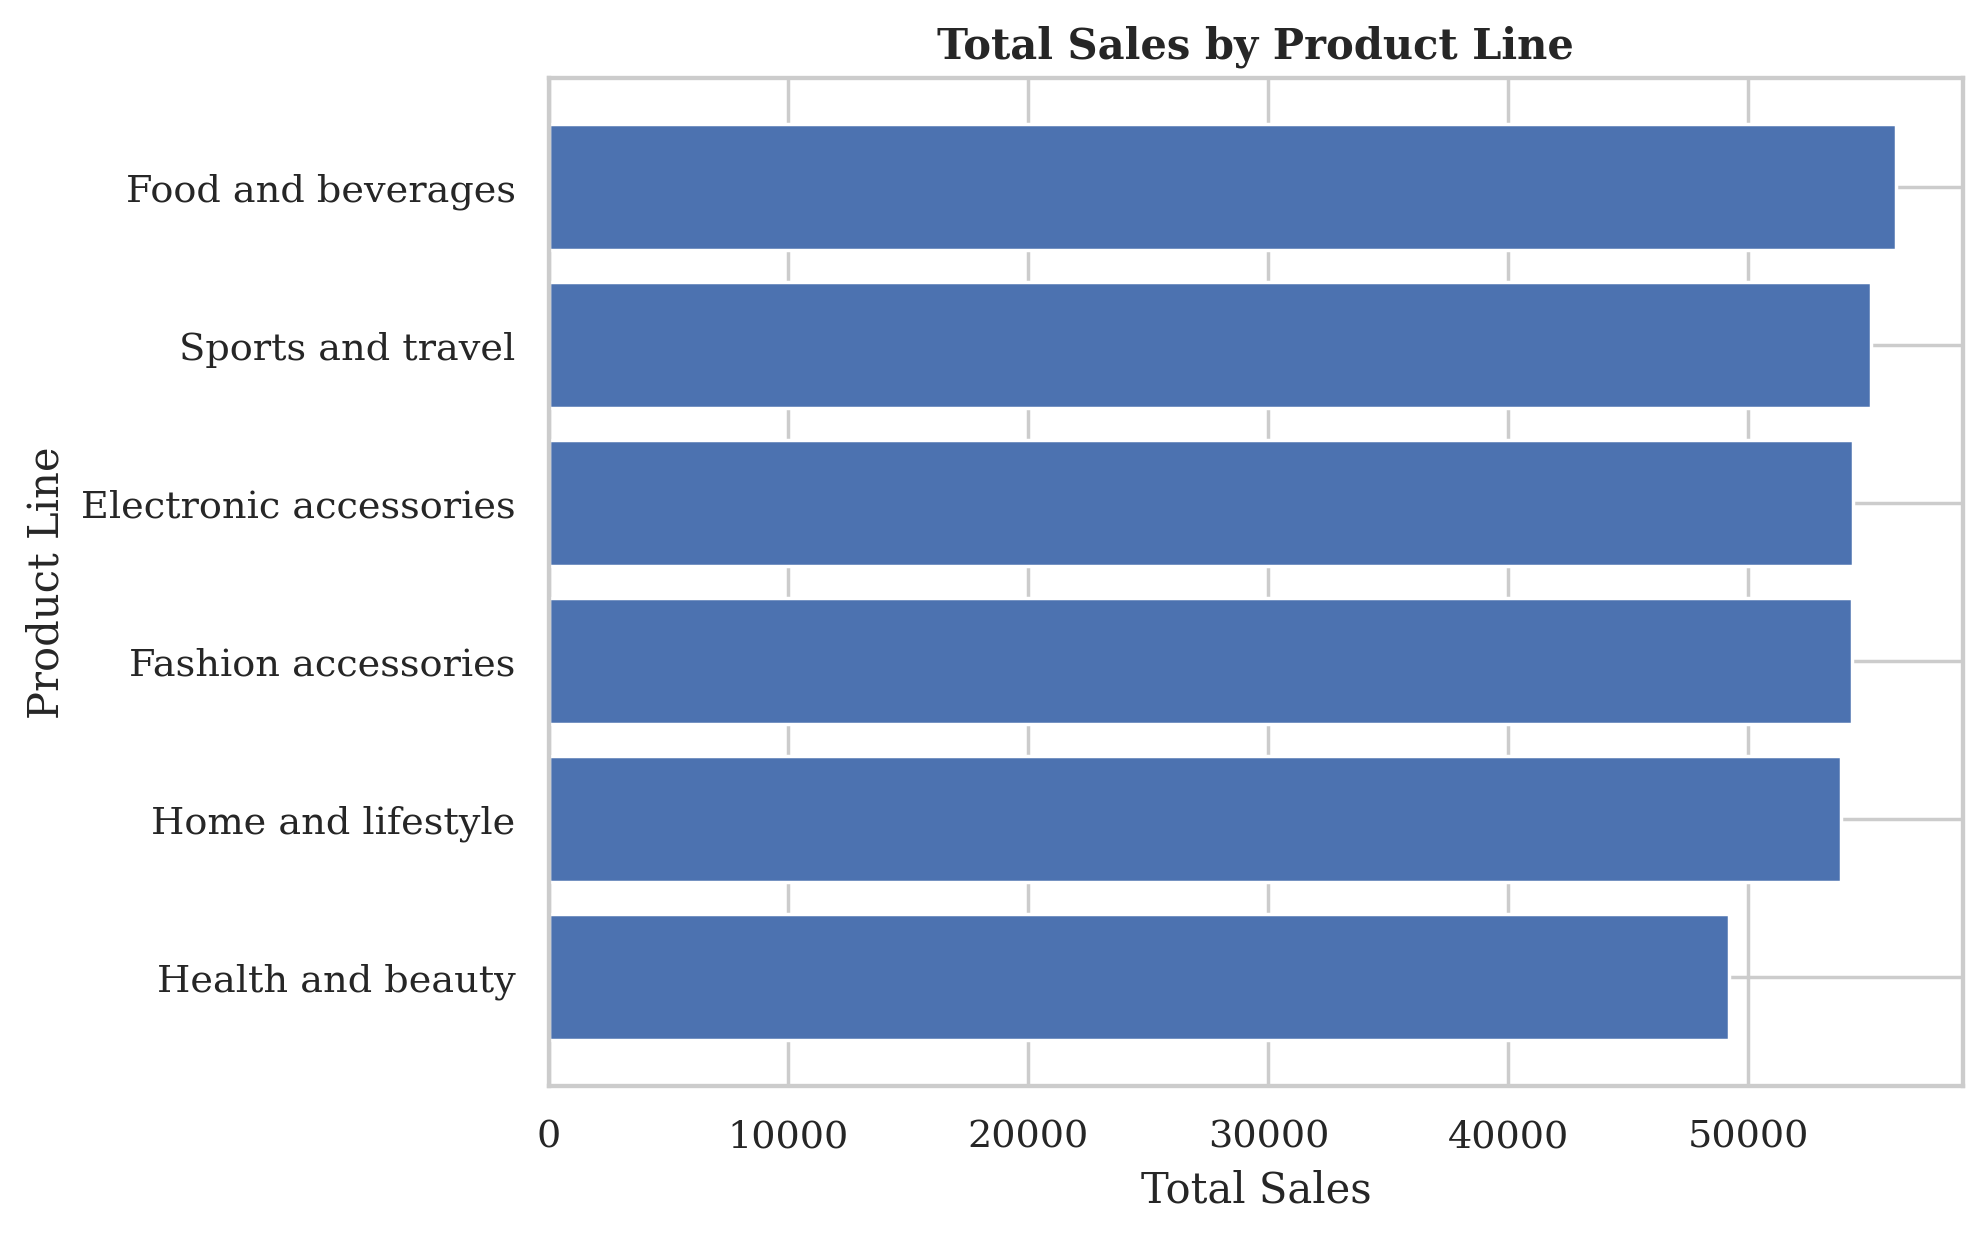 Total Sales by Product Line
Product Line
Food and beverages
Sports and travel
Electronic accessories
Fashion accessories
Home and lifestyle
Health and beauty
0 10000 20000 30000 40000 50000
Total Sales